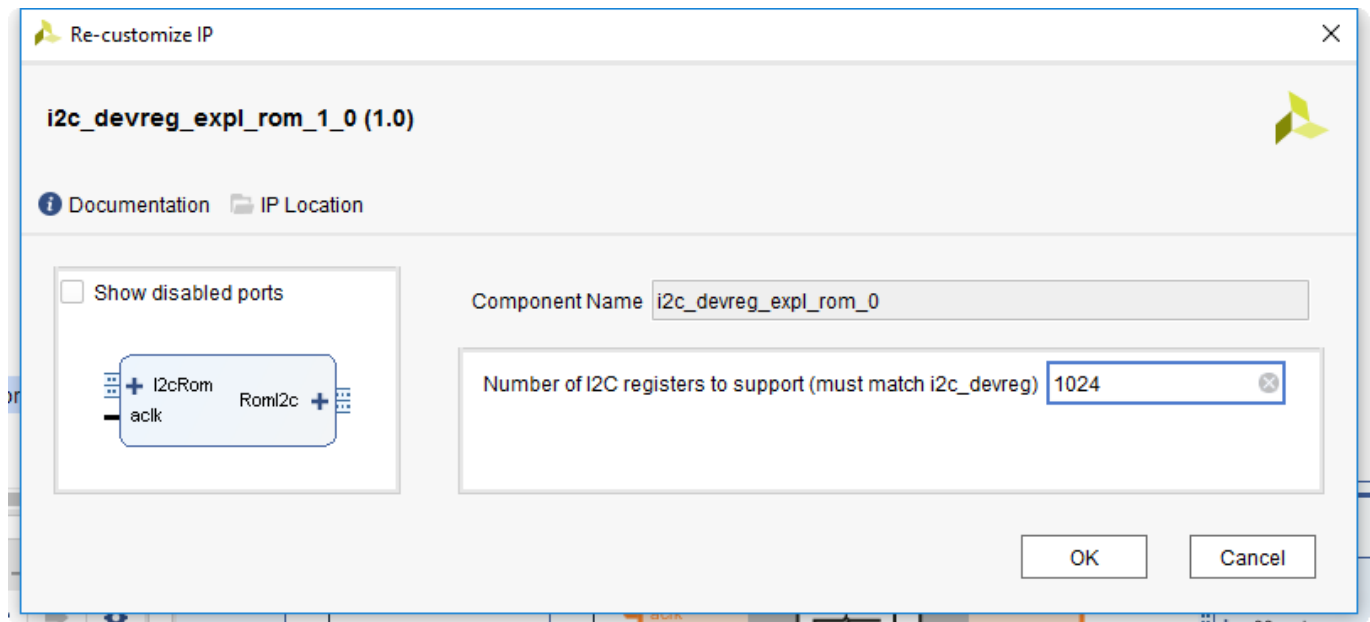 Re-customize IP
i2c_devreg_expl_rom_1_0 (1.0)
Documentation IP Location
Show disabled ports
Component Name i2c_devreg_expl_rom_0
I2cRom
RomI2c
aclk
Number of I2C registers to support (must match i2c_devreg) 1024
OK Cancel
aclk